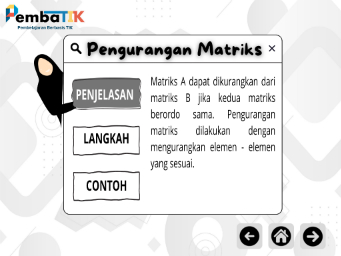 PembaTIK
Pembelajaran Berbasis TIK
Pengurangan Matriks
PENJELASAN
LANGKAH
CONTOH
Matriks A dapat dikurangkan dari
matriks B jika kedua matriks
berordo sama. Pengurangan
matriks dilakukan dengan
mengurangkan elemen - elemen
yang sesuai.